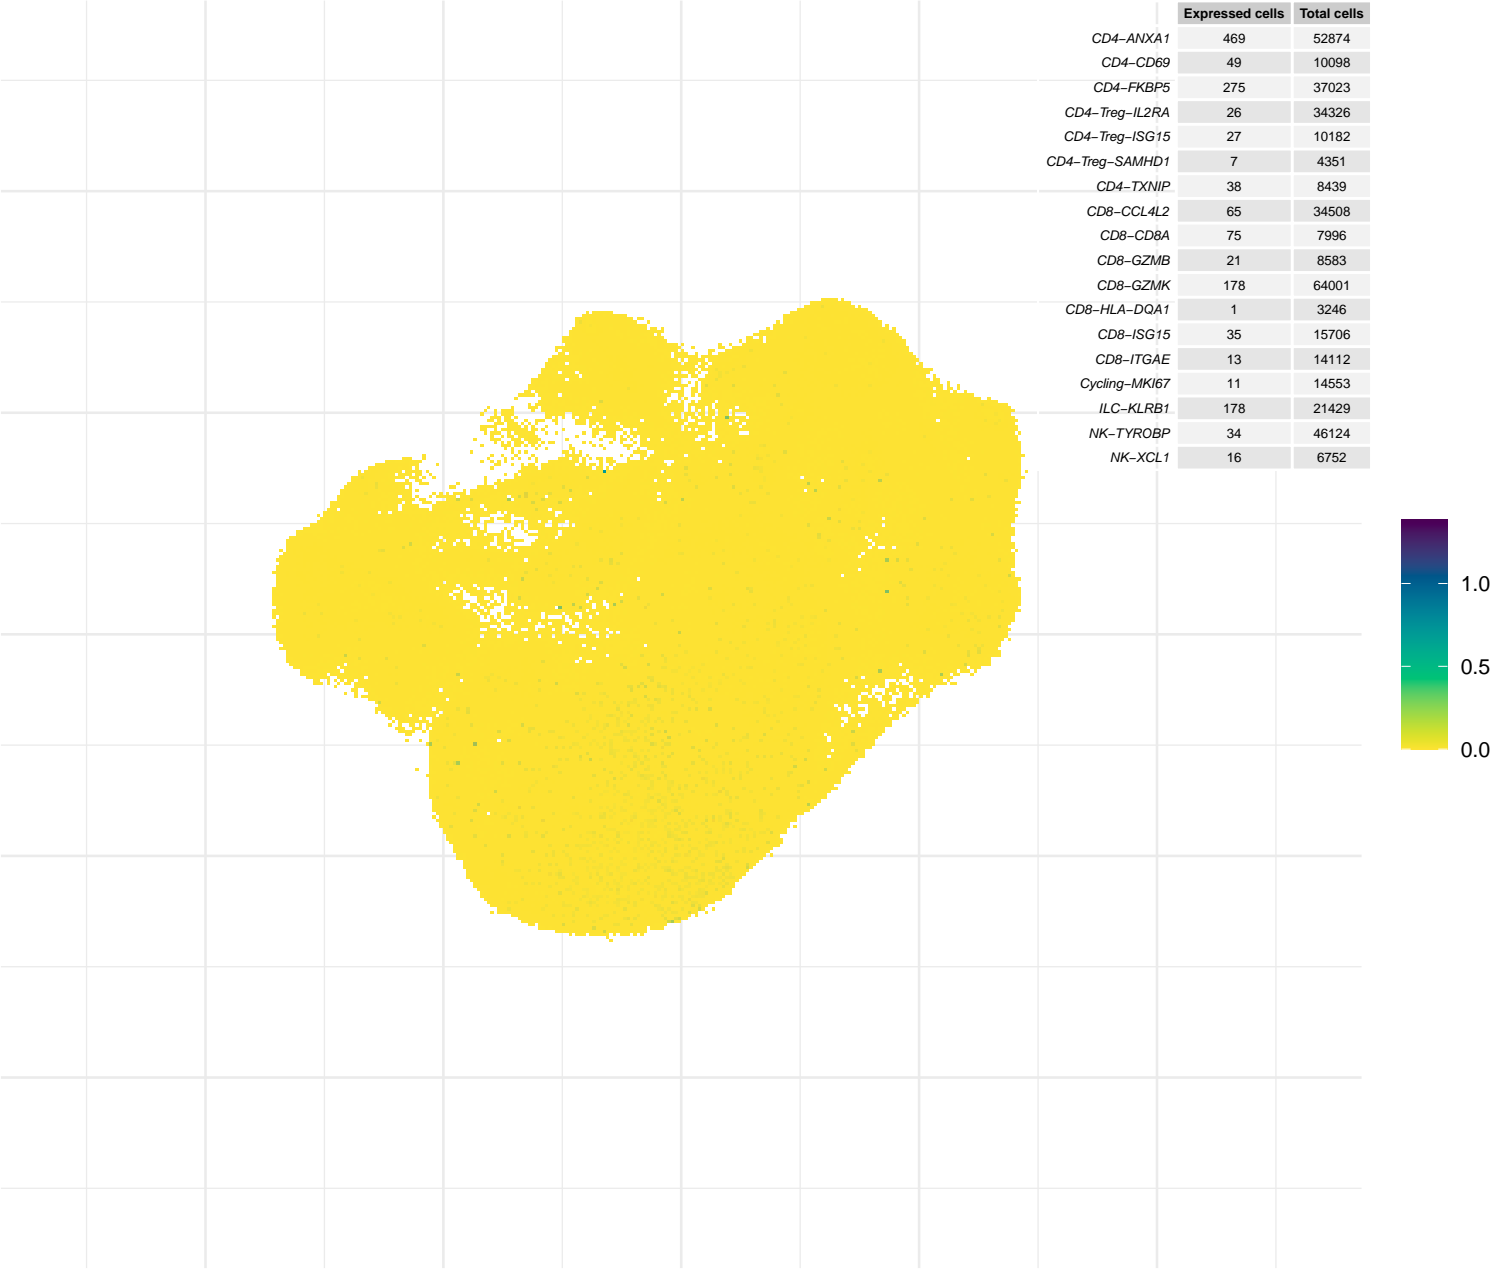 Expressed cells Total cells
CD4−ANXA1 469 52874
CD4−CD69 49 10098
CD4−FKBP5 275 37023
CD4−Treg−IL2RA 26 34326
CD4−Treg−ISG15 27 10182
CD4−Treg−SAMHD1 7 4351
CD4−TXNIP 38 8439
CD8−CCL4L2 65 34508
CD8−CD8A 75 7996
CD8−GZMB 21 8583
CD8−GZMK 178 64001
CD8−HLA−DQA1 1 3246
CD8−ISG15 35 15706
CD8−ITGAE 13 14112
Cycling−MKI67 11 14553
ILC−KLRB1 178 21429
NK−TYROBP 34 46124
NK−XCL1 16 6752
1.0
0.5
0.0